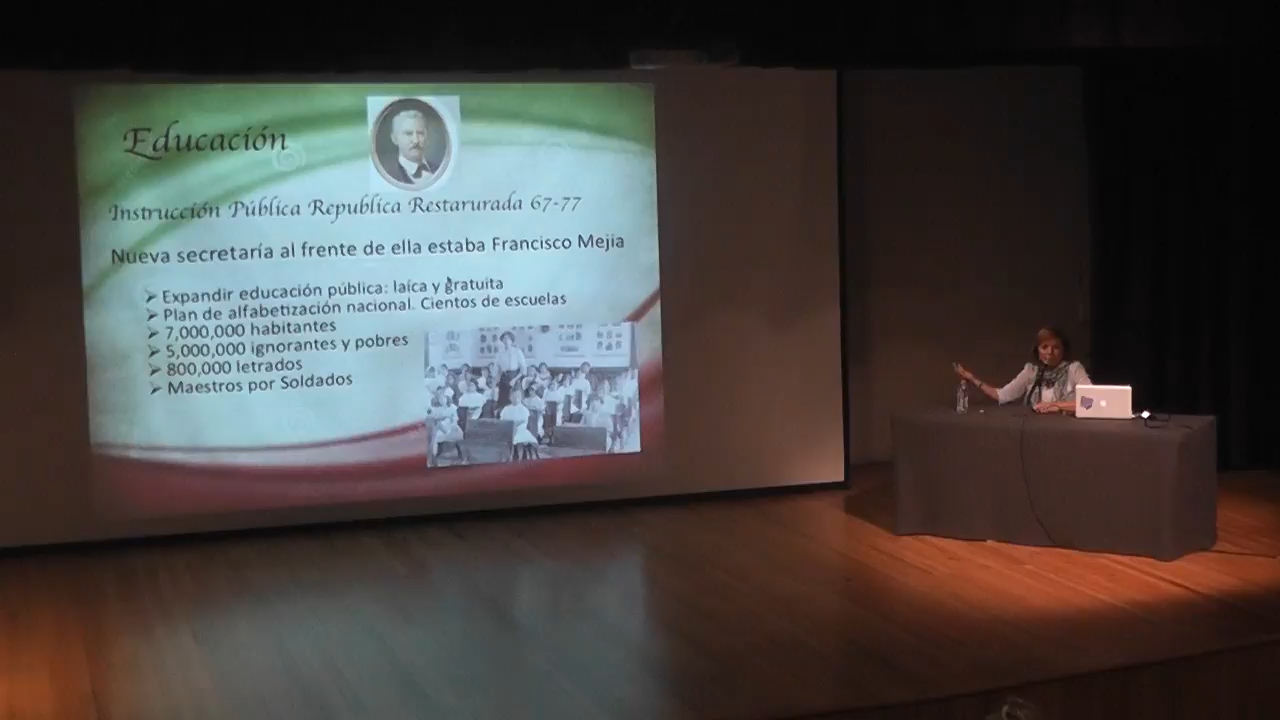 Educación
Instrucción Pública Republica Restarurada 67-77
Nueva secretaría al frente de ella estaba Francisco Mejia
Expandir educación pública: laíca y gratuita
Plan de alfabetización nacional. Cientos de escuelas
7,000,000 habitantes
5,000,000 ignorantes y pobres
800,000 letrados
Maestros por Soldados